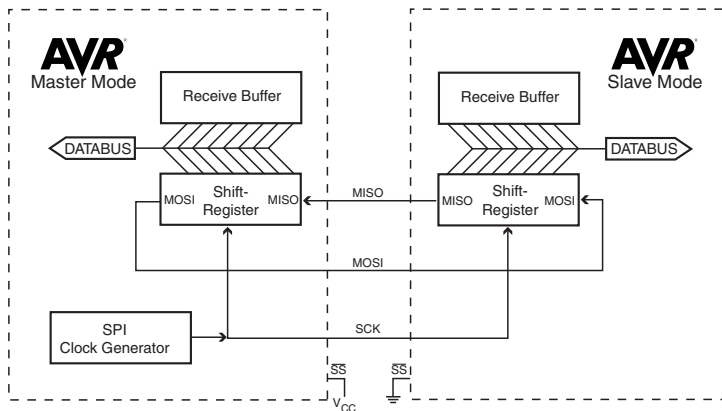 AVR® AVR®
Master Mode Slave Mode
Receive Buffer Receive Buffer
DATABUS DATABUS
MOSI Shift-Register MISO MISO MISO Shift-Register MOSI
MOSI
SPI
Clock Generator
SCK
SS SS
VCC